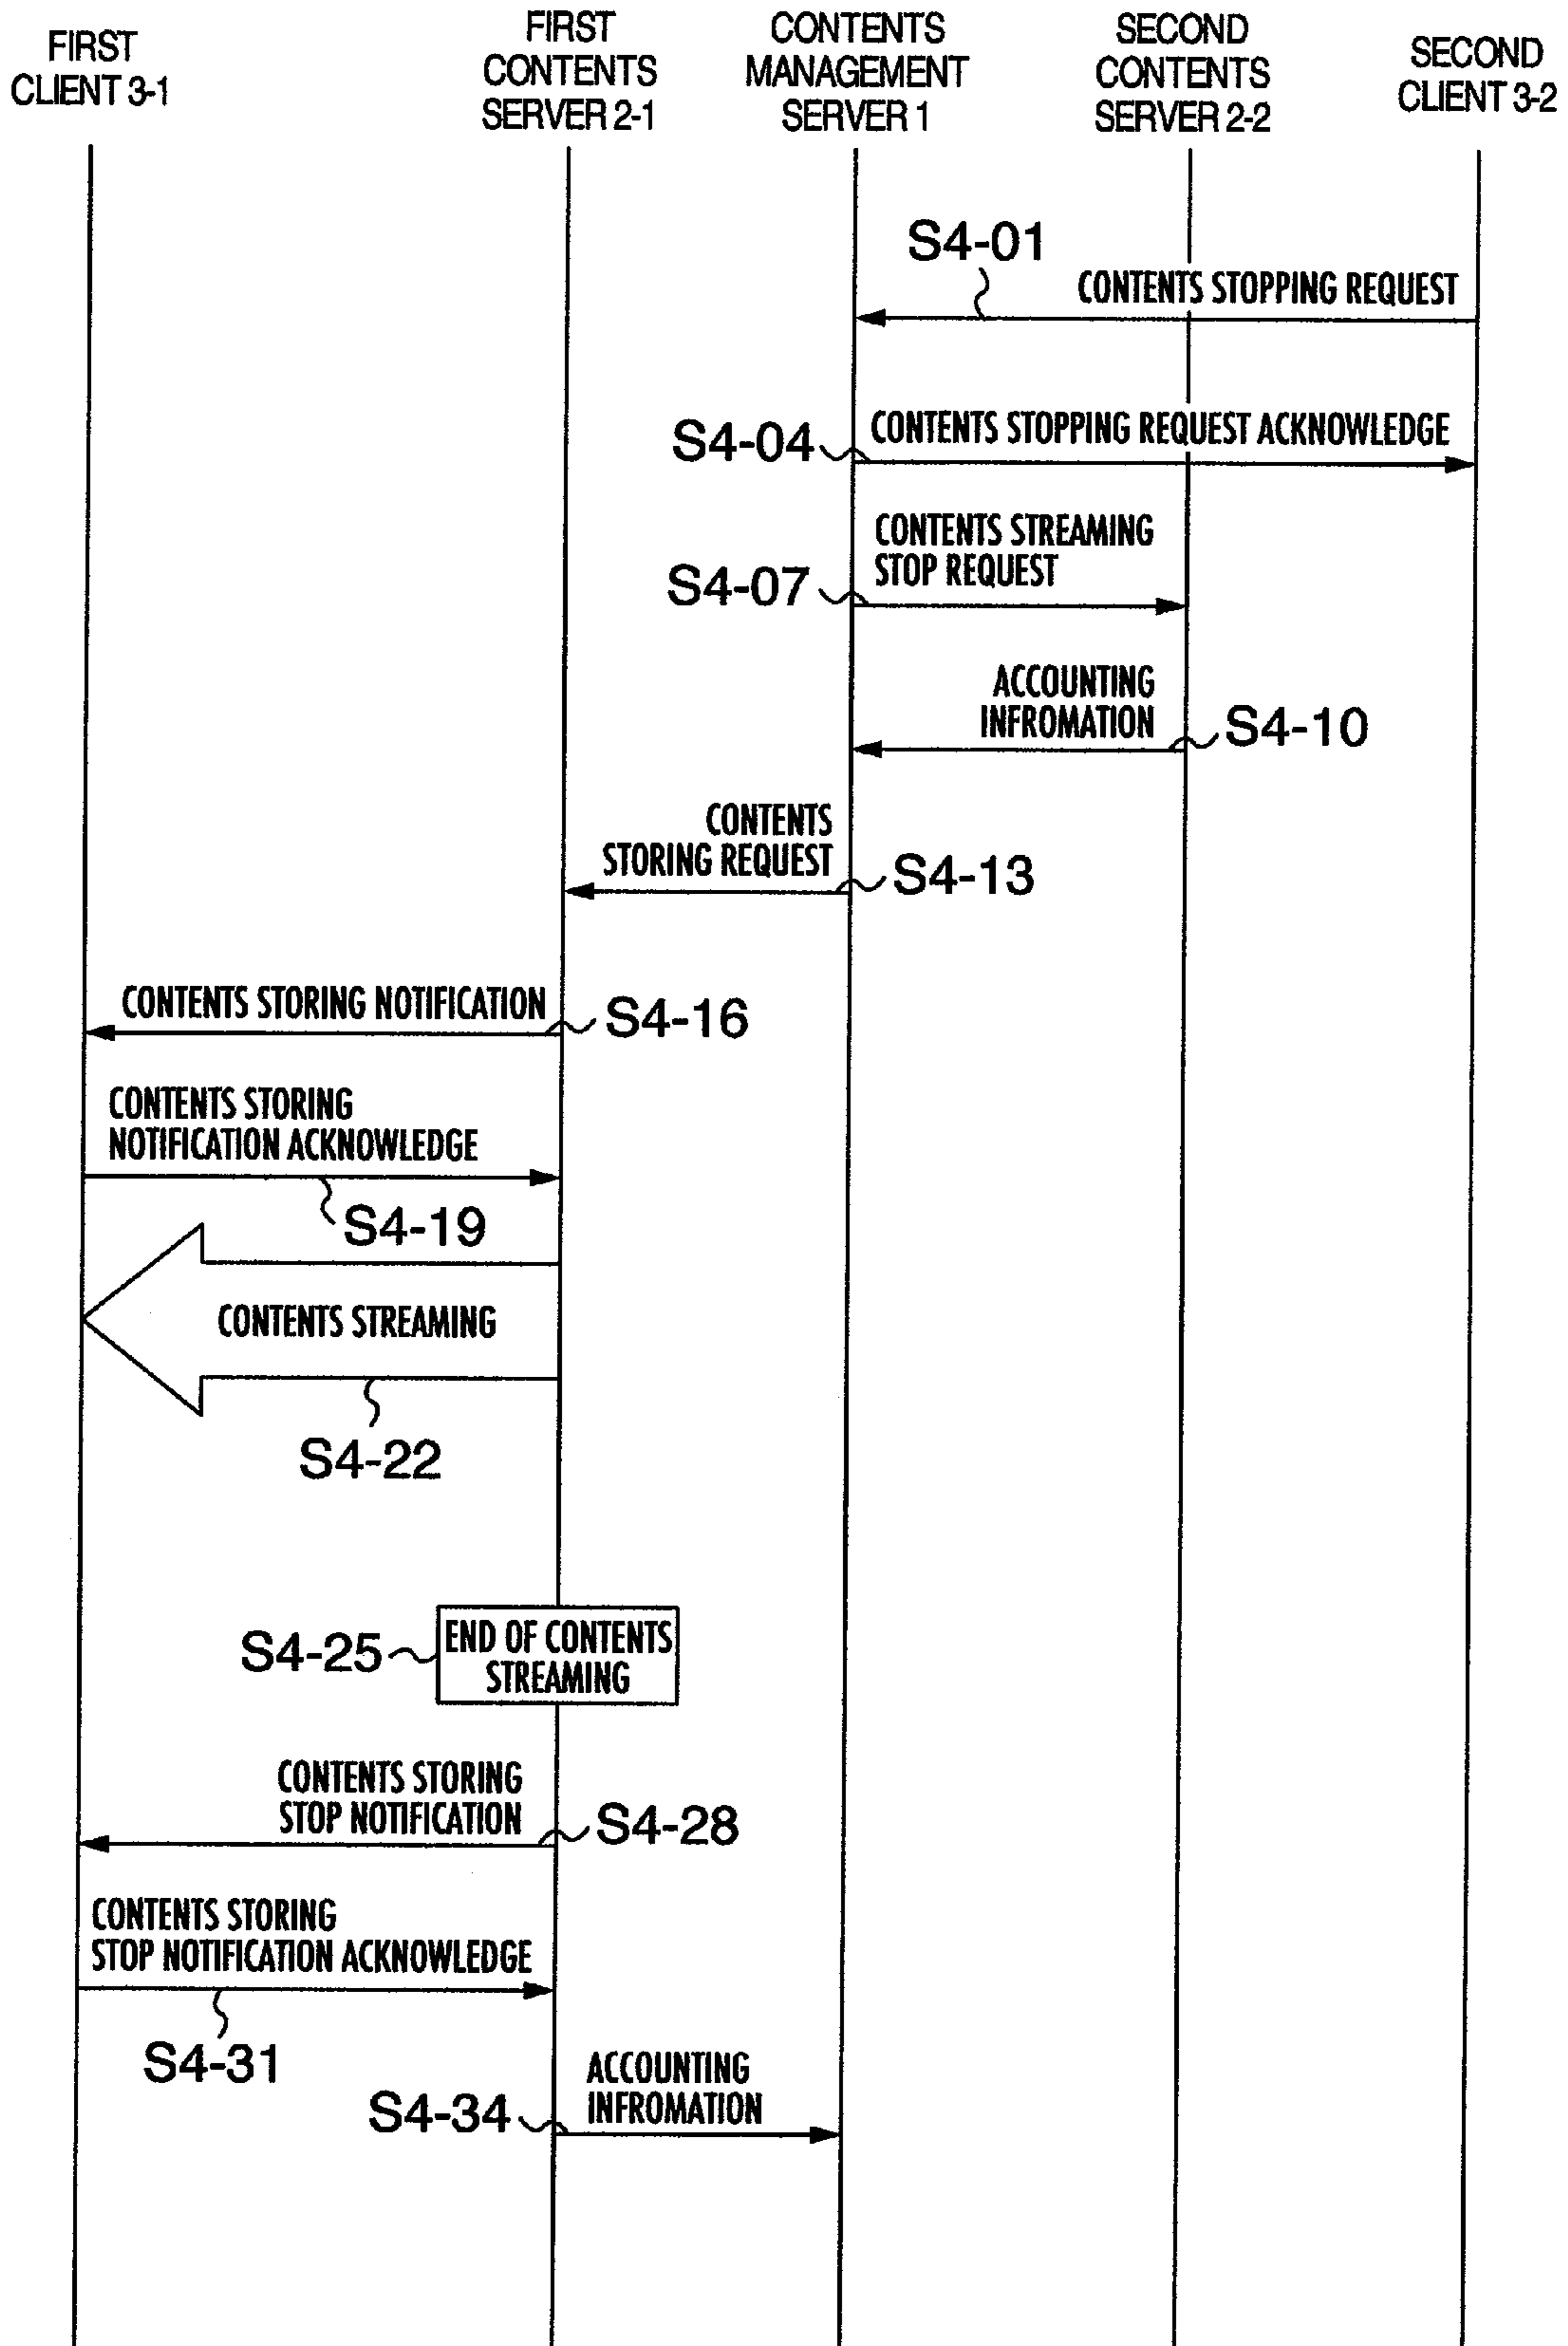 FIRST
CLIENT 3-1
FIRST
CONTENTS
SERVER 2-1
CONTENTS
MANAGEMENT
SERVER 1
SECOND
CONTENTS
SERVER 2-2
SECOND
CLIENT 3-2
S4-01
CONTENTS STOPPING REQUEST
S4-04
CONTENTS STOPPING REQUEST ACKNOWLEDGE
CONTENTS STREAMING
STOP REQUEST
S4-07
ACCOUNTING
INFROMATION
S4-10
CONTENTS
STORING REQUEST
S4-13
CONTENTS STORING NOTIFICATION
S4-16
CONTENTS STORING
NOTIFICATION ACKNOWLEDGE
S4-19
CONTENTS STREAMING
S4-22
S4-25
END OF CONTENTS
STREAMING
CONTENTS STORING
STOP NOTIFICATION
S4-28
CONTENTS STORING
STOP NOTIFICATION ACKNOWLEDGE
S4-31
ACCOUNTING
INFROMATION
S4-34